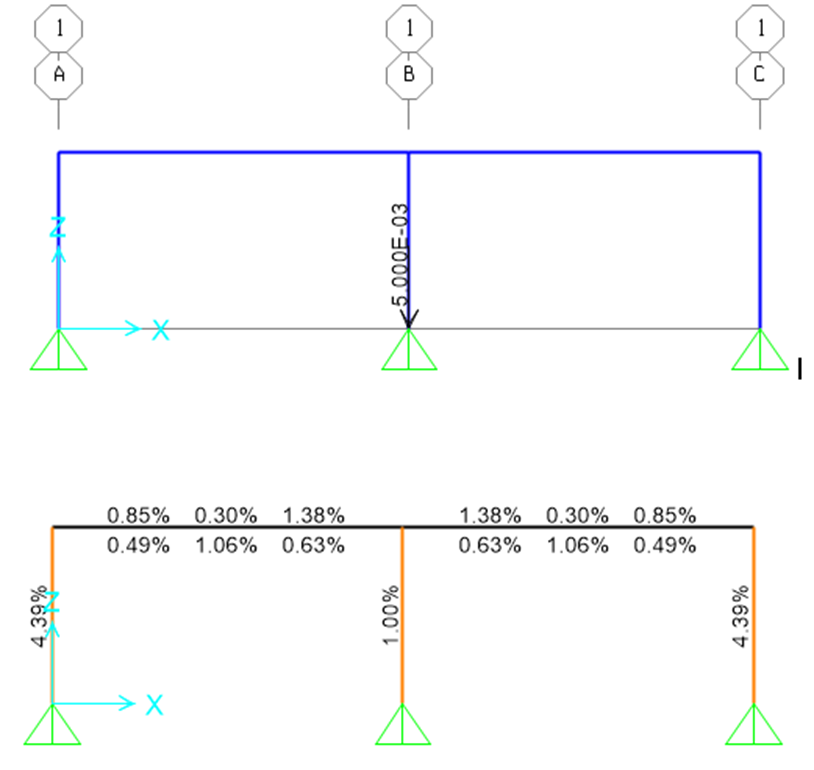 1 1 1
A B C
5.000E-03
Z
X
0.85% 0.30% 1.38% 1.38% 0.30% 0.85%
0.49% 1.06% 0.63% 0.63% 1.06% 0.49%
4.39% 1.00% 4.39%
Z
X